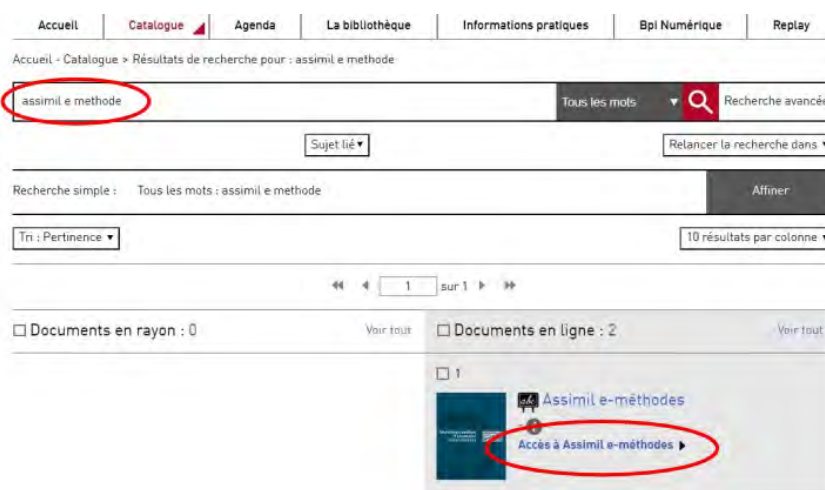 Accueil Catalogue Agenda La bibliothèque Informations pratiques Bpi Numérique Replay
Accueil - Catalogue > Résultats de recherche pour : assimil e methode
assimil e methode Tous les mots ▼ Recherche avancée
Sujet lié ▼ Relancer la recherche dans
Recherche simple : Tous les mots : assimil e methode Affiner
Tri : Pertinence ▼ 10 résultats par colonne
1 sur 1
Documents en rayon : 0 Voir tout Documents en ligne : 2 Voir tout
1
abc Assimil e-méthodes
Accès à Assimil e-méthodes